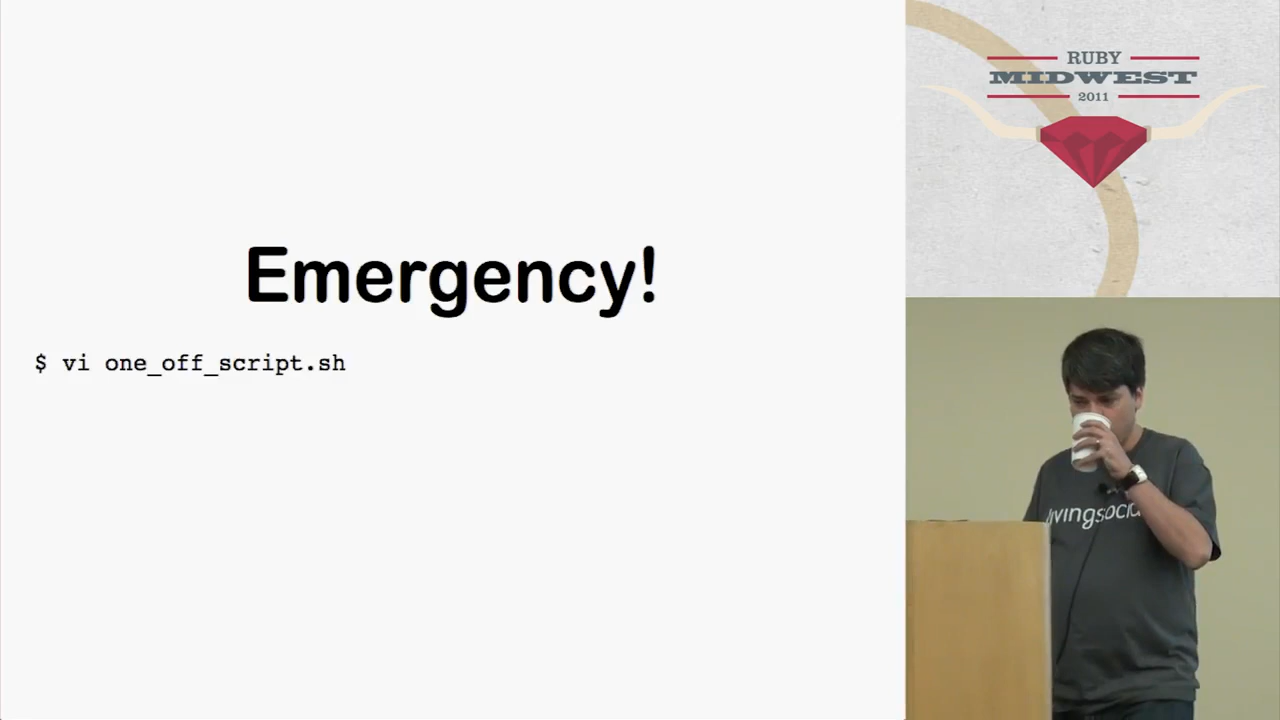 Emergency!
$ vi one_off_script.sh
RUBY
MIDWEST
2011
livingsocial